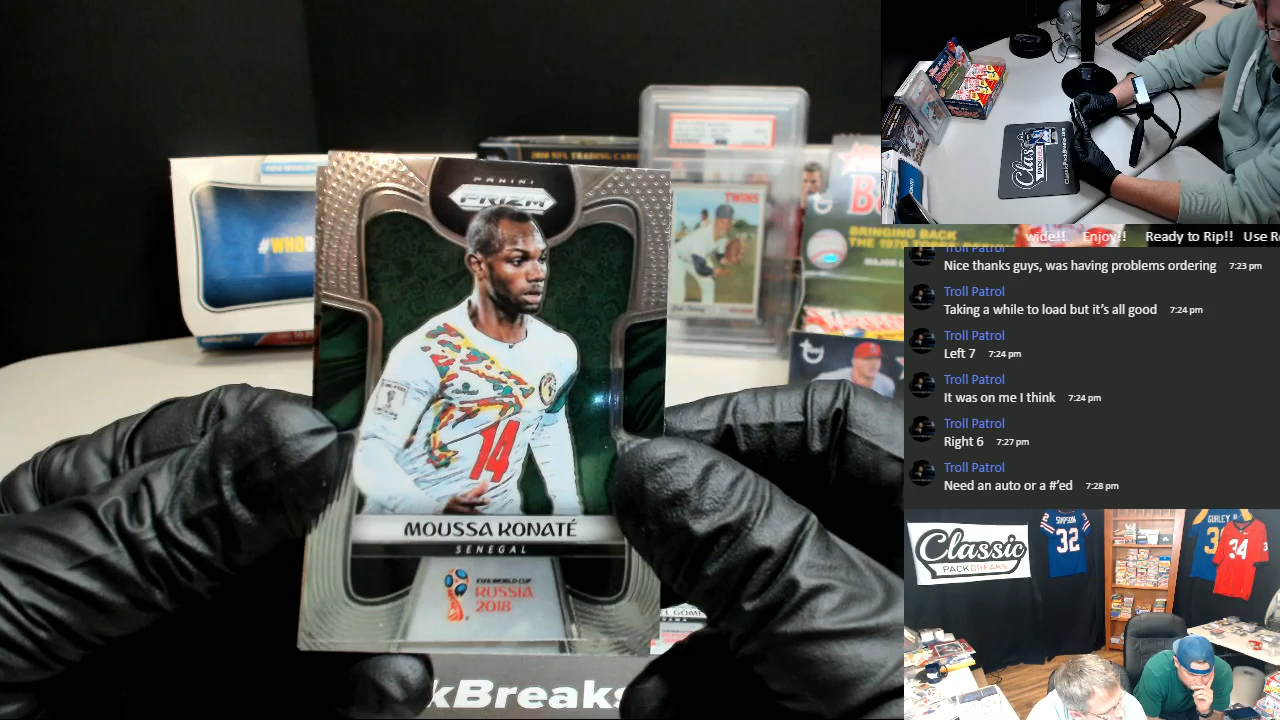 PANINI
PRIZM
14
MOUSSA KONATÉ
SENEGAL
FIFA WORLD CUP
RUSSIA
2018
#WHO
TWINS
BRINGING BACK
kBreaks
wide!! Enjoy!! Ready to Rip!! Use R
Troll Patrol
Nice thanks guys, was having problems ordering 7:23 pm
Troll Patrol
Taking a while to load but it's all good 7:24 pm
Troll Patrol
Left 7 7:24 pm
Troll Patrol
It was on me I think 7:24 pm
Troll Patrol
Right 6 7:27 pm
Troll Patrol
Need an auto or a #'ed 7:28 pm
Classic
PACKBREAKS
SIMPSON
32
GURLEY II
3
34